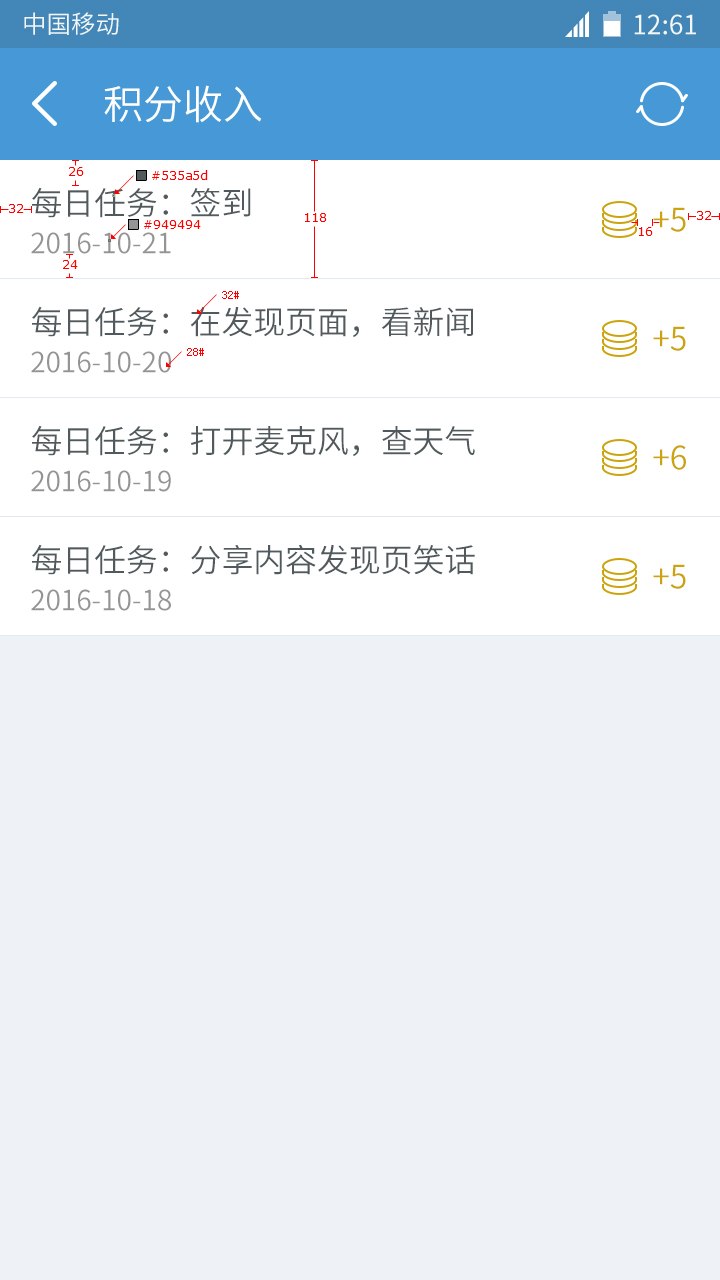 中国移动 12:61
积分收入
26 #535a5d
每日任务：签到
32 118 +5 32
#949494 16
2016-10-21
24
32#
每日任务：在发现页面，看新闻
+5
28#
2016-10-20
每日任务：打开麦克风，查天气
+6
2016-10-19
每日任务：分享内容发现页笑话
+5
2016-10-18